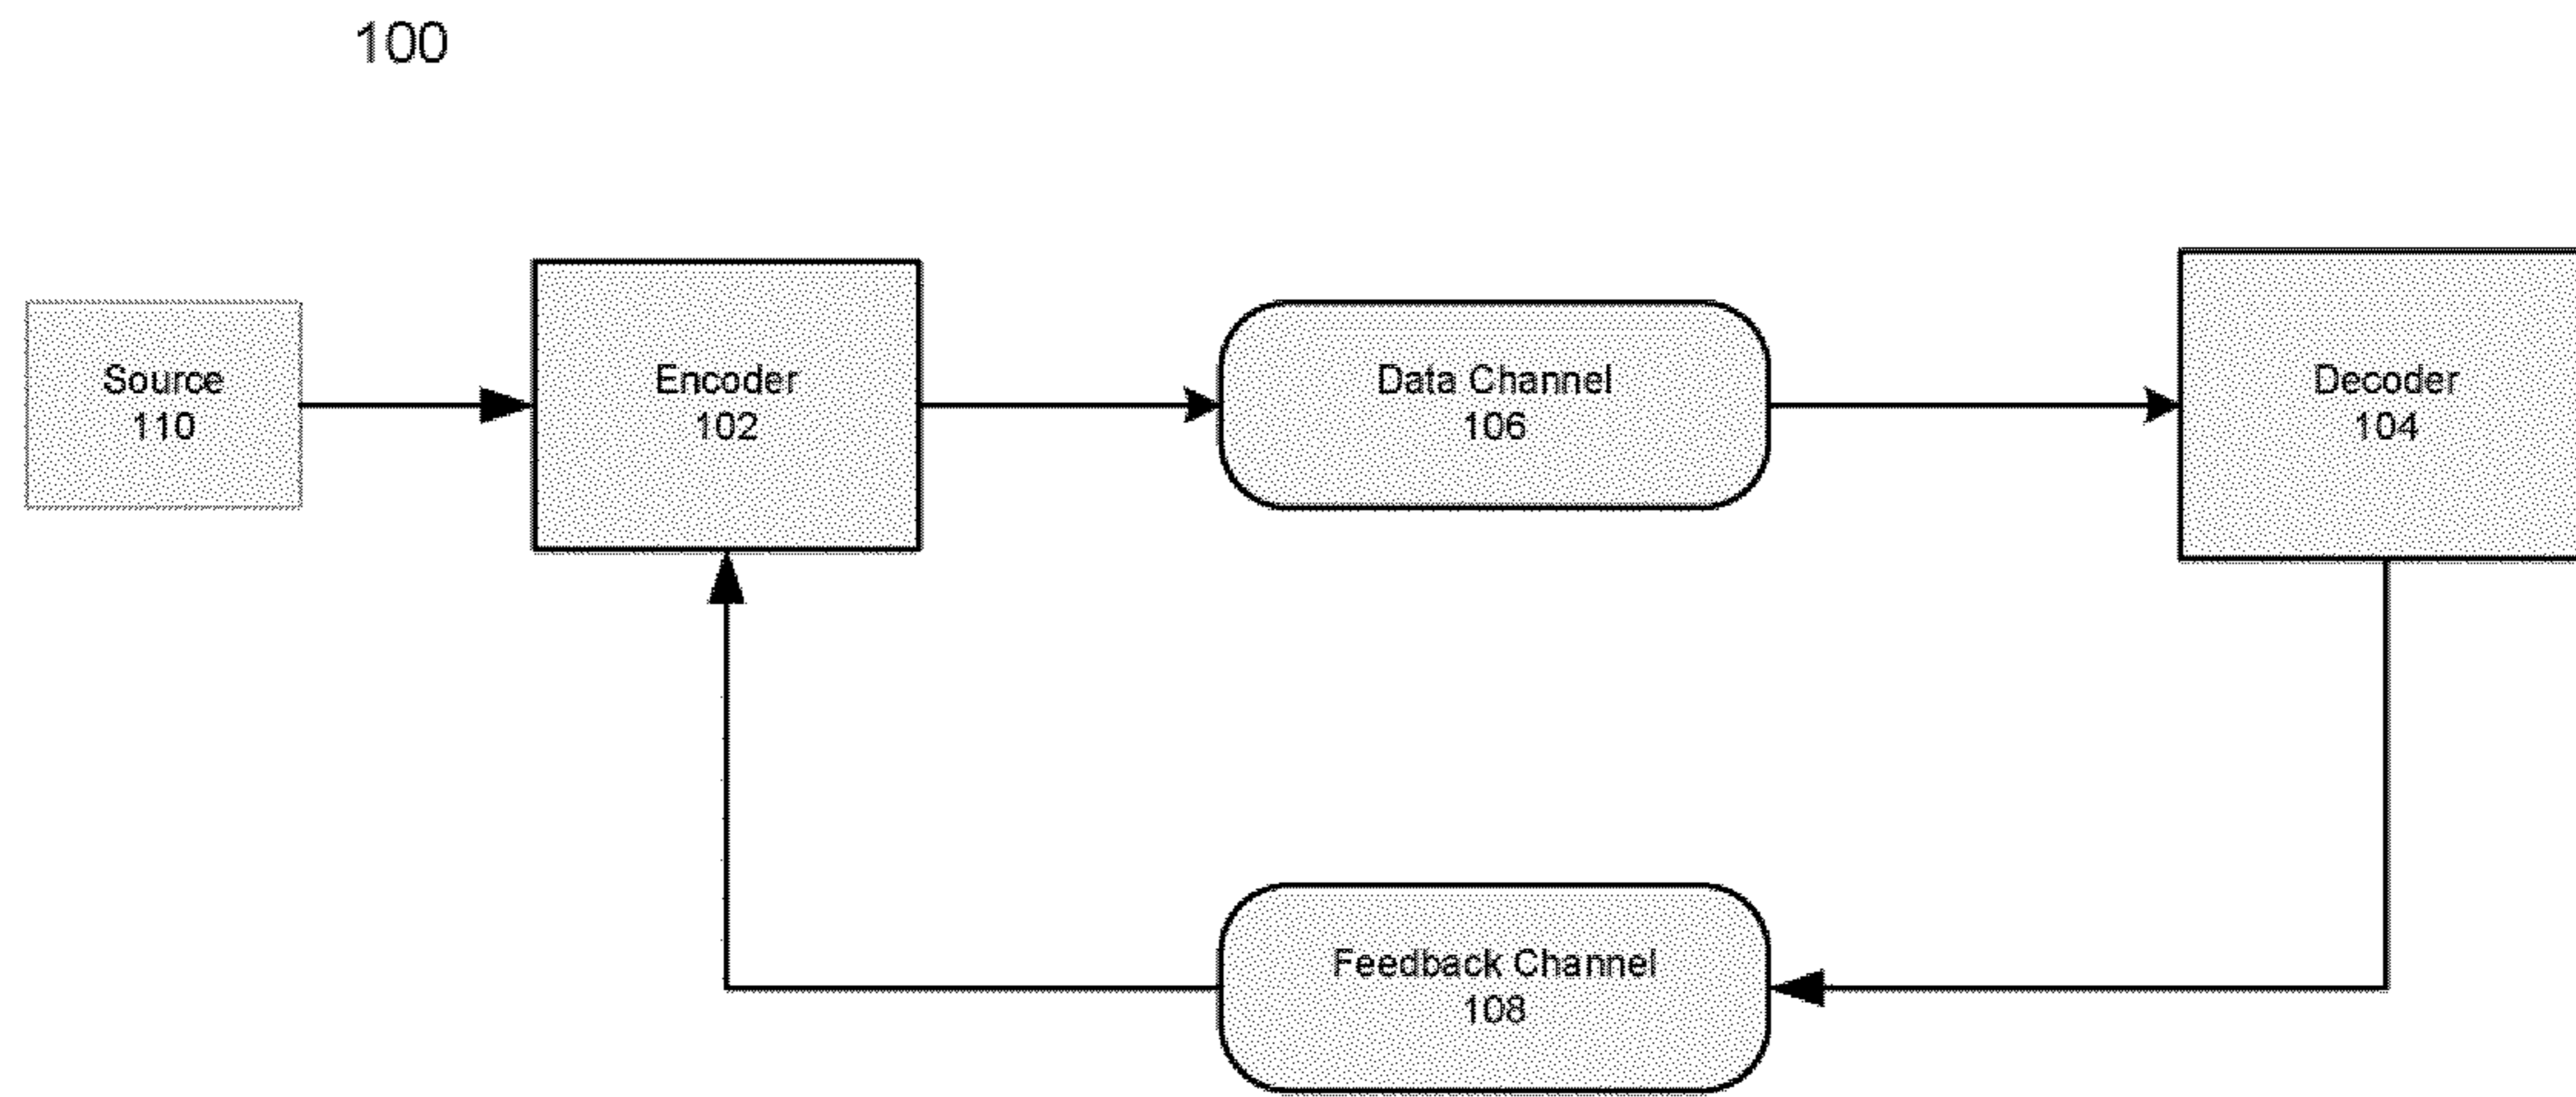 100
Source
110
Encoder
102
Data Channel
106
Decoder
104
Feedback Channel
108